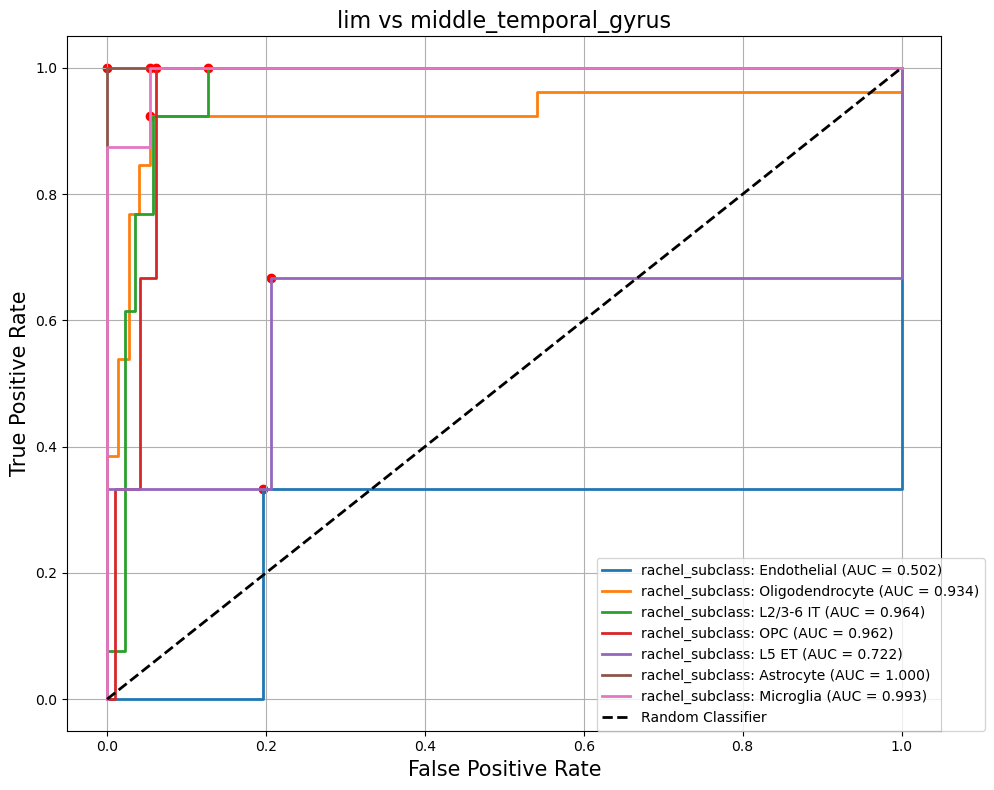 lim vs middle_temporal_gyrus
True Positive Rate
1.0
0.8
0.6
0.4
0.2
0.0
rachel_subclass: Endothelial (AUC = 0.502)
rachel_subclass: Oligodendrocyte (AUC = 0.934)
rachel_subclass: L2/3-6 IT (AUC = 0.964)
rachel_subclass: OPC (AUC = 0.962)
rachel_subclass: L5 ET (AUC = 0.722)
rachel_subclass: Astrocyte (AUC = 1.000)
rachel_subclass: Microglia (AUC = 0.993)
Random Classifier
0.0 0.2 0.4 0.6 0.8 1.0
False Positive Rate